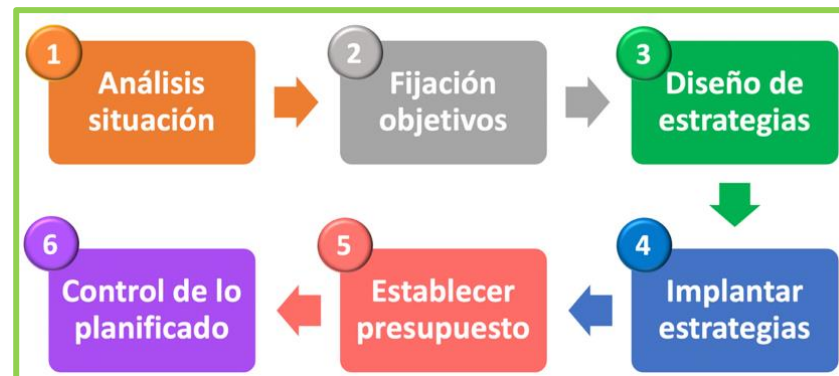 1
Análisis
situación
2
Fijación
objetivos
3
Diseño de
estrategias
4
Implantar
estrategias
5
Establecer
presupuesto
6
Control de lo
planificado